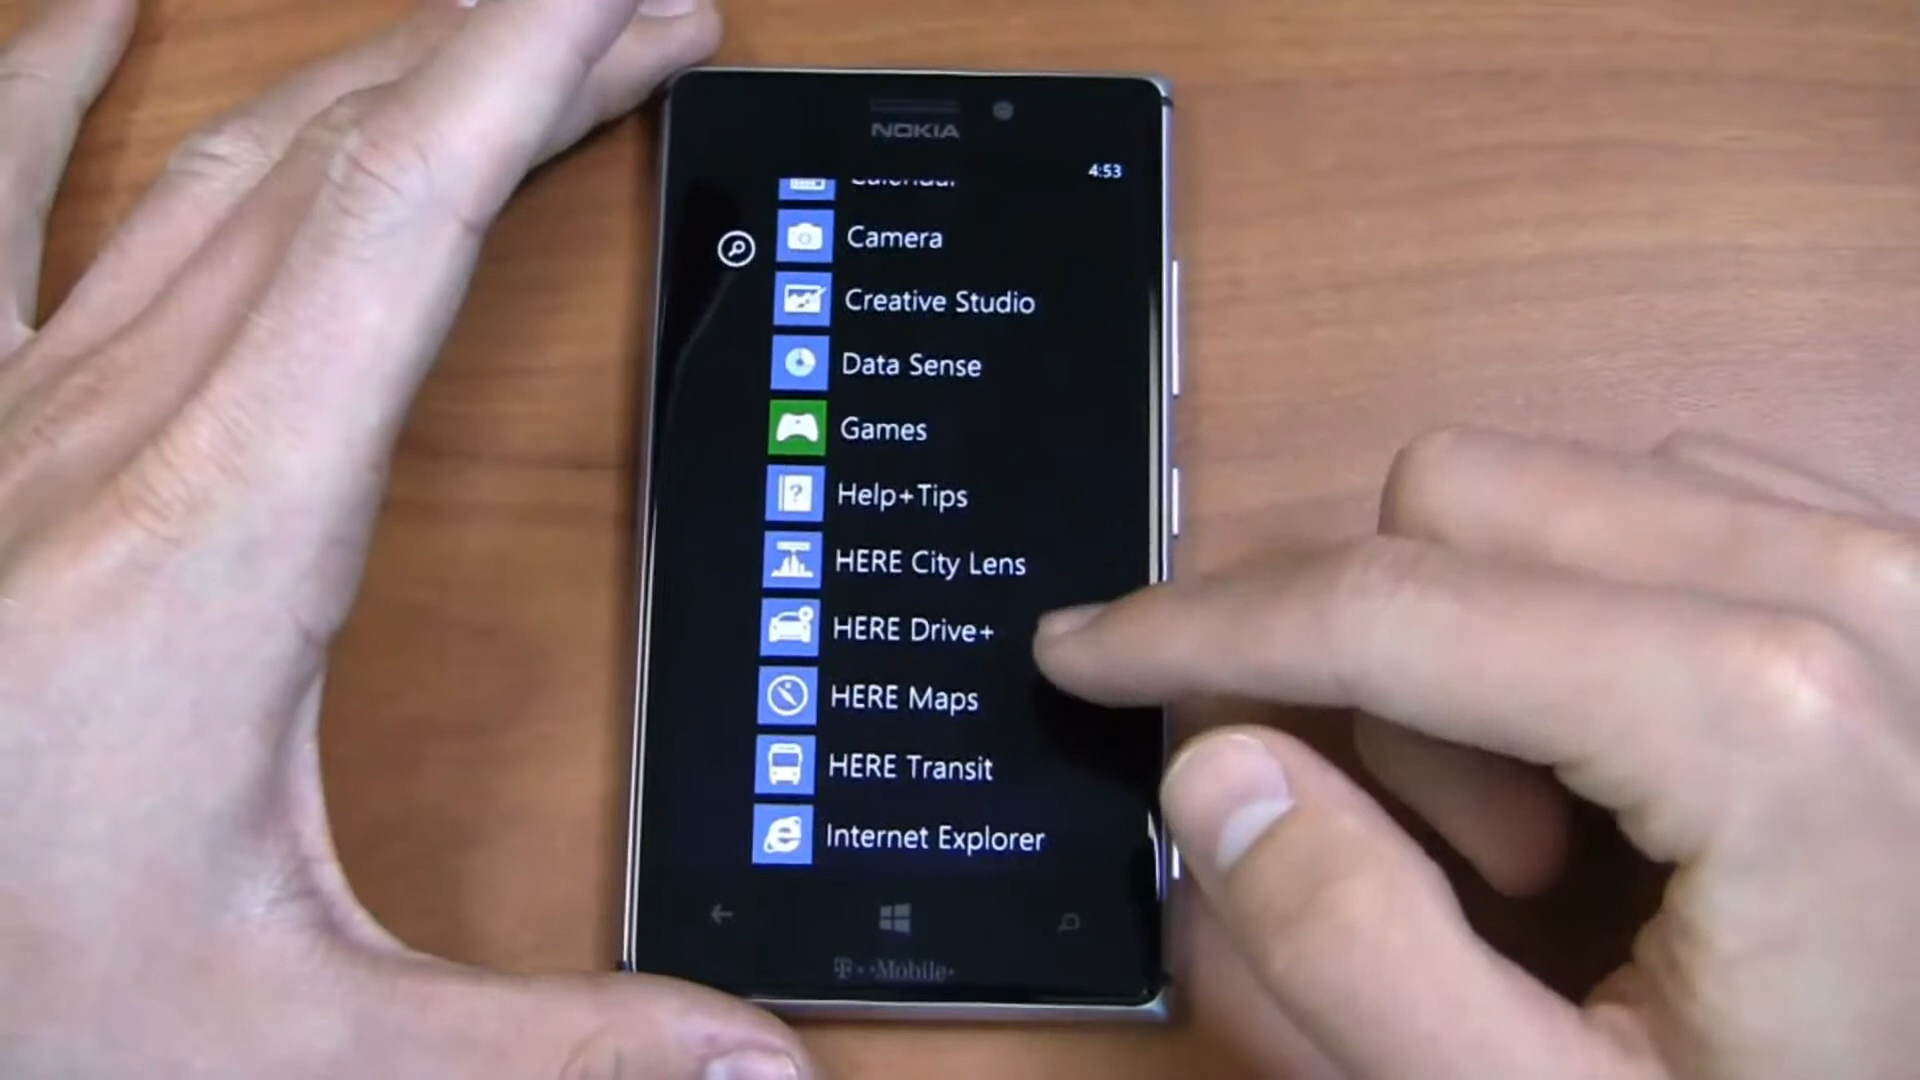 NOKIA
4:53
Calendar
Camera
Creative Studio
Data Sense
Games
Help+Tips
HERE City Lens
HERE Drive+
HERE Maps
HERE Transit
Internet Explorer
T··Mobile·